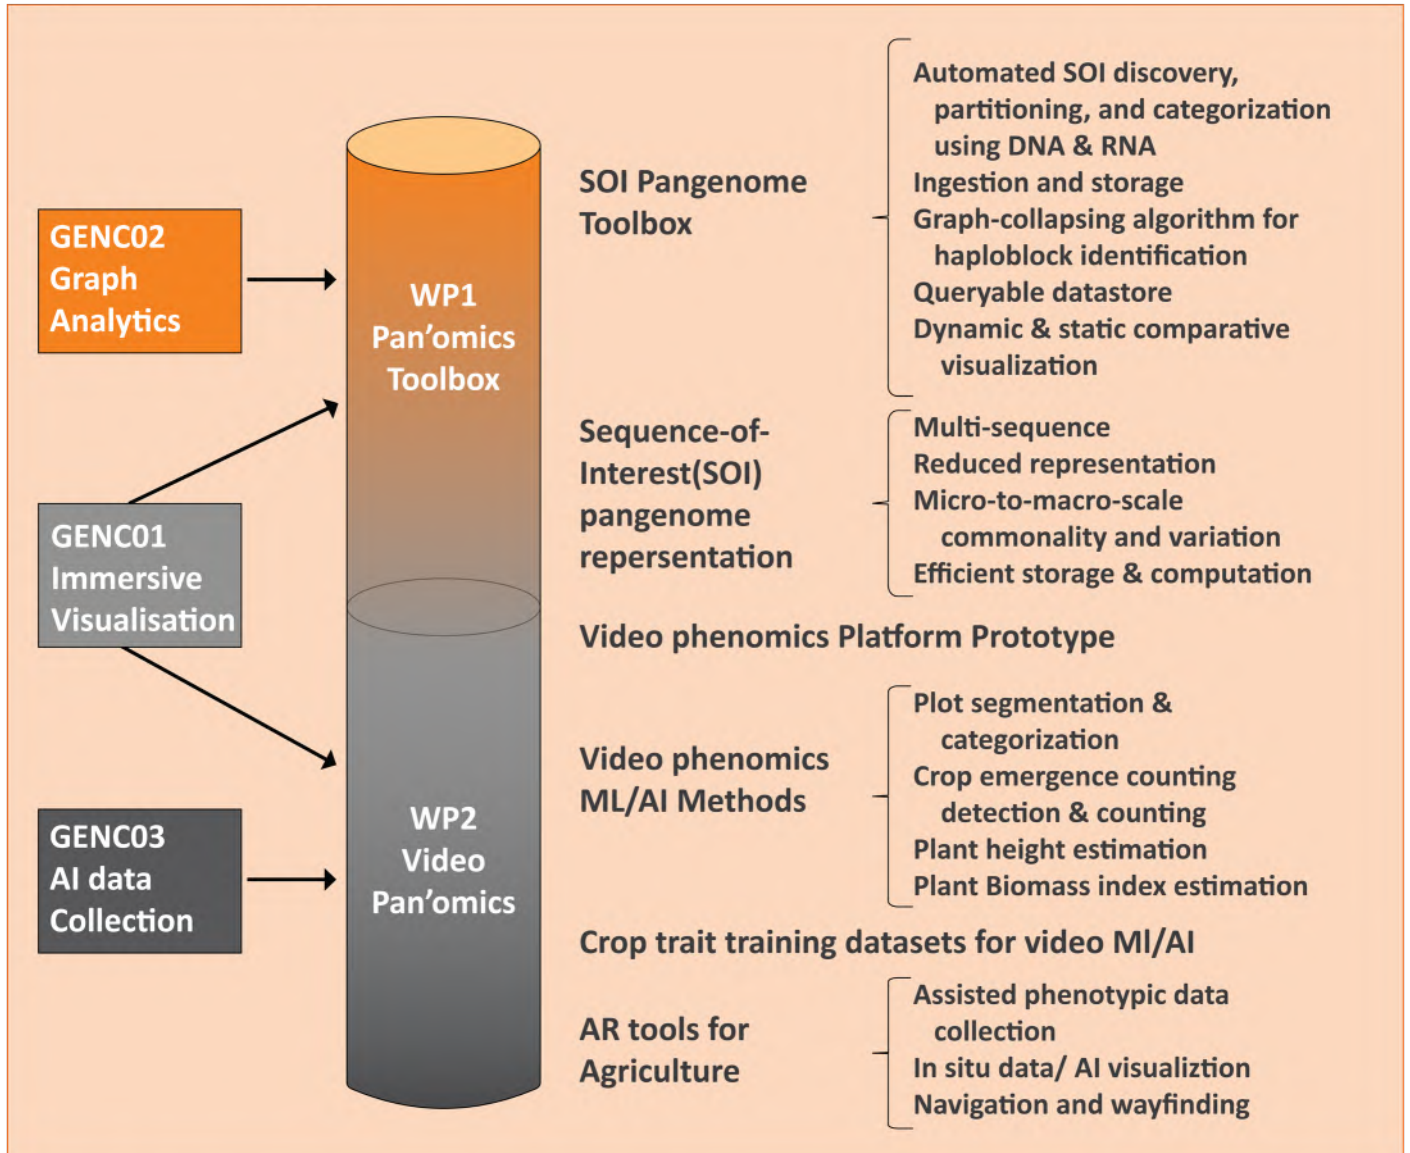 GENC02
Graph
Analytics
GENC01
Immersive
Visualisation
GENC03
AI data
Collection
WP1
Pan’omics
Toolbox
WP2
Video
Pan’omics
SOI Pangenome
Toolbox
Automated SOI discovery,
partitioning, and categorization
using DNA & RNA
Ingestion and storage
Graph-collapsing algorithm for
haploblock identification
Queryable datastore
Dynamic & static comparative
visualization
Sequence-of-
Interest(SOI)
pangenome
repersentation
Multi-sequence
Reduced representation
Micro-to-macro-scale
commonality and variation
Efficient storage & computation
Video phenomics Platform Prototype
Video phenomics
ML/AI Methods
Plot segmentation &
categorization
Crop emergence counting
detection & counting
Plant height estimation
Plant Biomass index estimation
Crop trait training datasets for video Ml/AI
AR tools for
Agriculture
Assisted phenotypic data
collection
In situ data/ AI visualiztion
Navigation and wayfinding